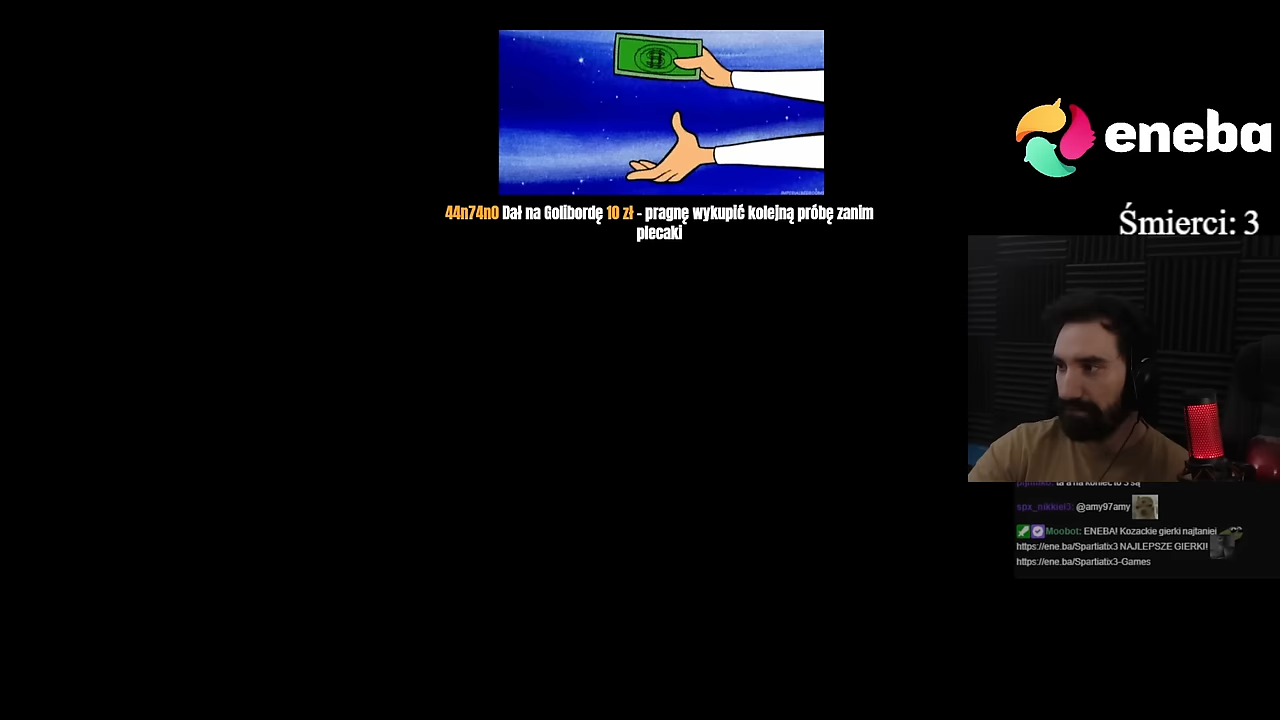 eneba
44n74n0 Dał na Golibordę 10 zł - pragnę wykupić kolejną próbę zanim
plecaki
Śmierci: 3
spx_nikkiel3: @amy97amy
Moobot: ENEBA! Kozackie gierki najtaniej
https://ene.ba/Spartiatix3 NAJLEPSZE GIERKI!
https://ene.ba/Spartiatix3-Games